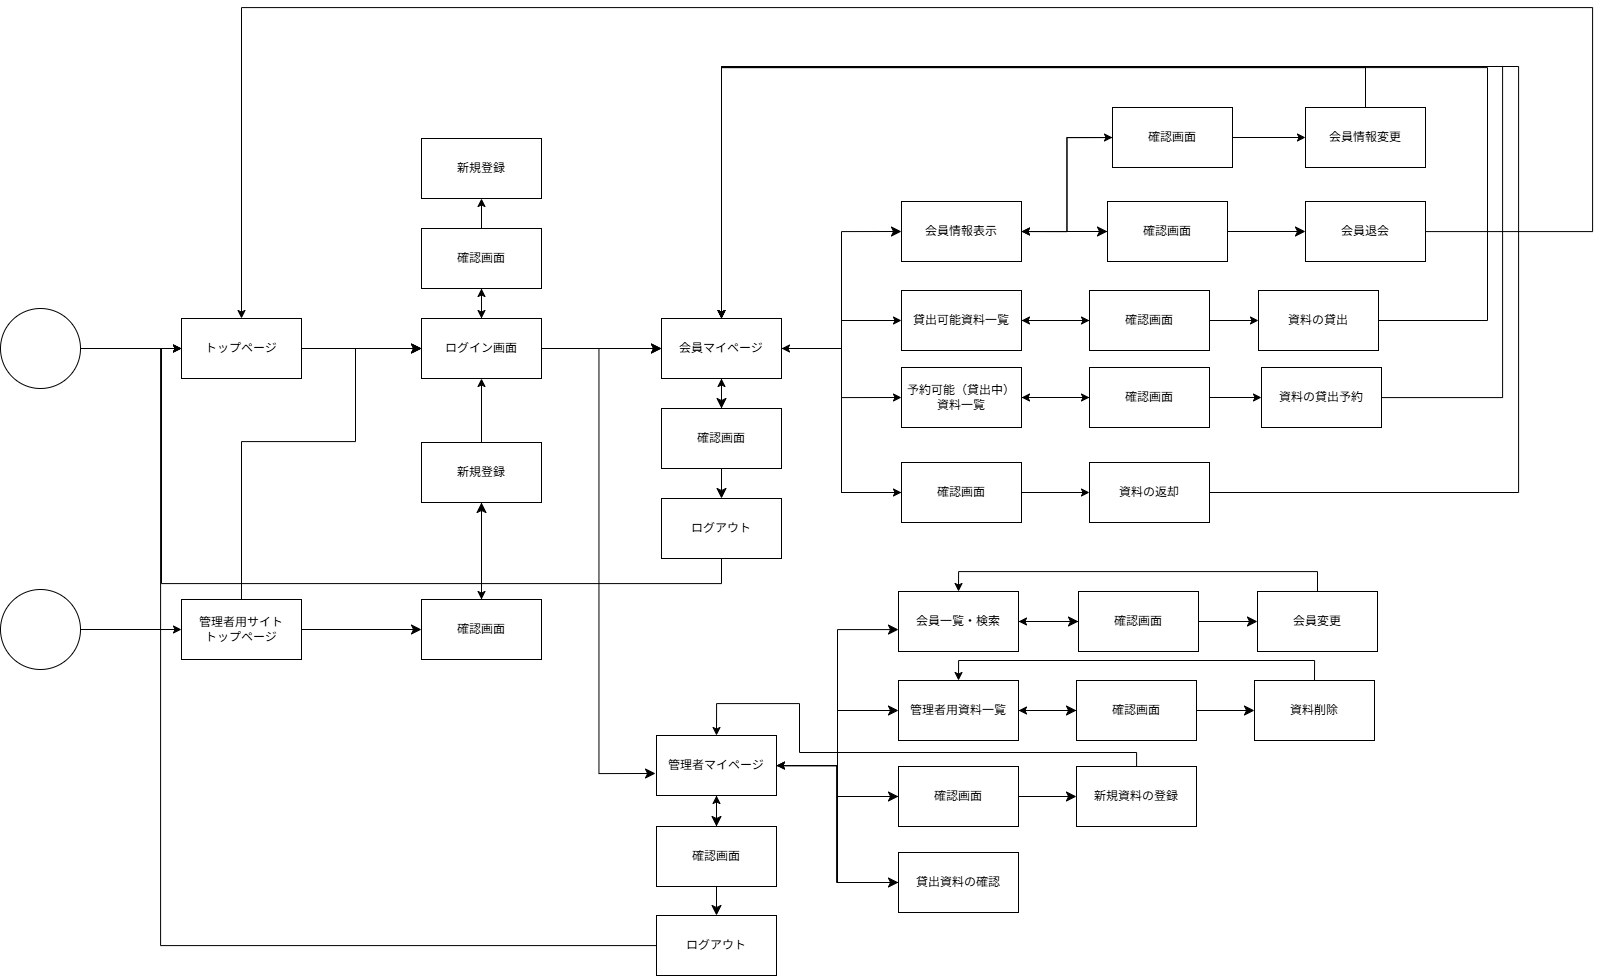 確認画面
会員情報変更
新規登録
会員情報表示
確認画面
会員退会
確認画面
トップページ
ログイン画面
会員マイページ
貸出可能資料一覧
確認画面
資料の貸出
予約可能（貸出中）
資料一覧
確認画面
資料の貸出予約
確認画面
新規登録
確認画面
資料の返却
ログアウト
管理者用サイト
トップページ
確認画面
会員一覧・検索
確認画面
会員変更
管理者用資料一覧
確認画面
資料削除
管理者マイページ
確認画面
新規資料の登録
確認画面
貸出資料の確認
ログアウト